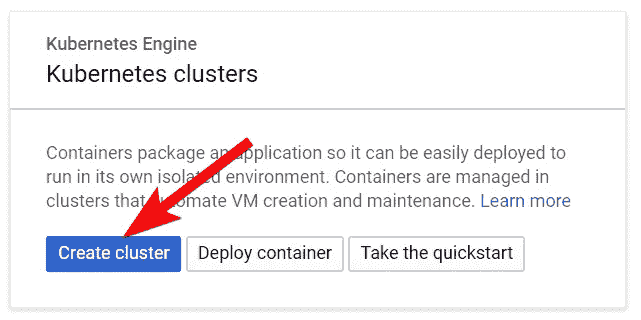 Kubernetes Engine
Kubernetes clusters
Containers package an application so it can be easily deployed to
run in its own isolated environment. Containers are managed in
clusters that automate VM creation and maintenance. Learn more
Create cluster Deploy container Take the quickstart